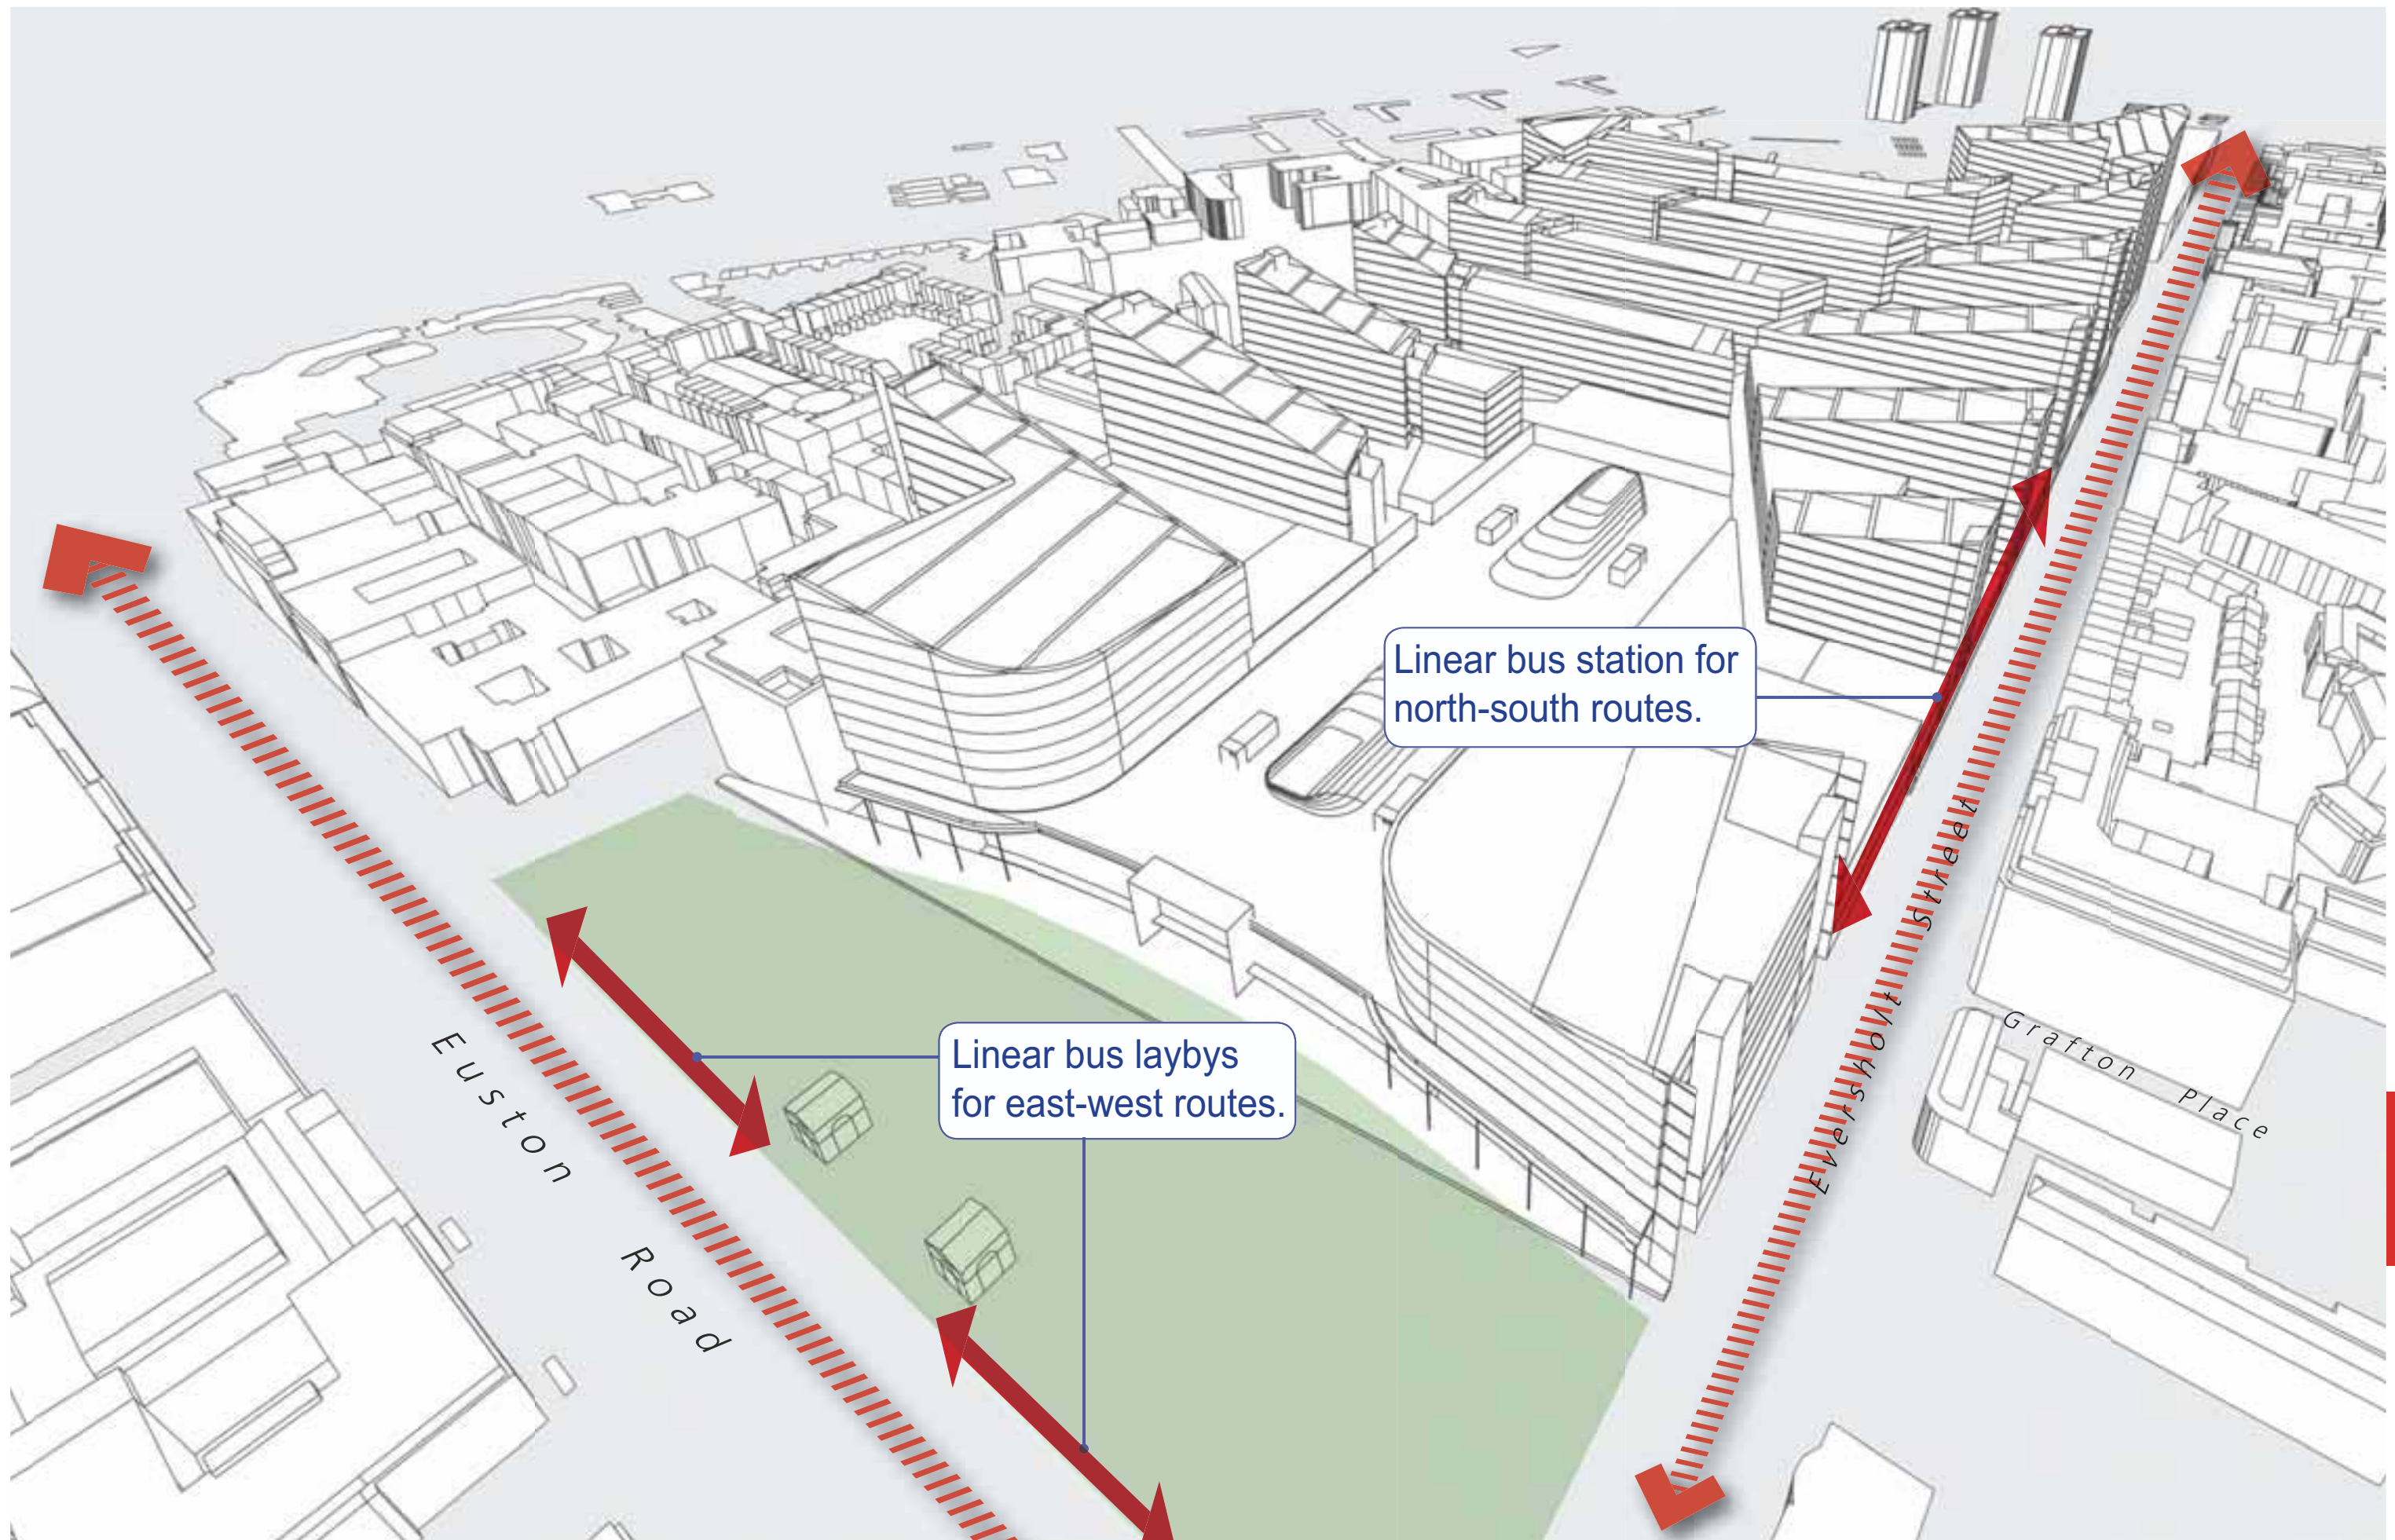 Linear bus station for
north-south routes.
Linear bus laybys
for east-west routes.
Euston Road
Eversholt Street
Grafton Place